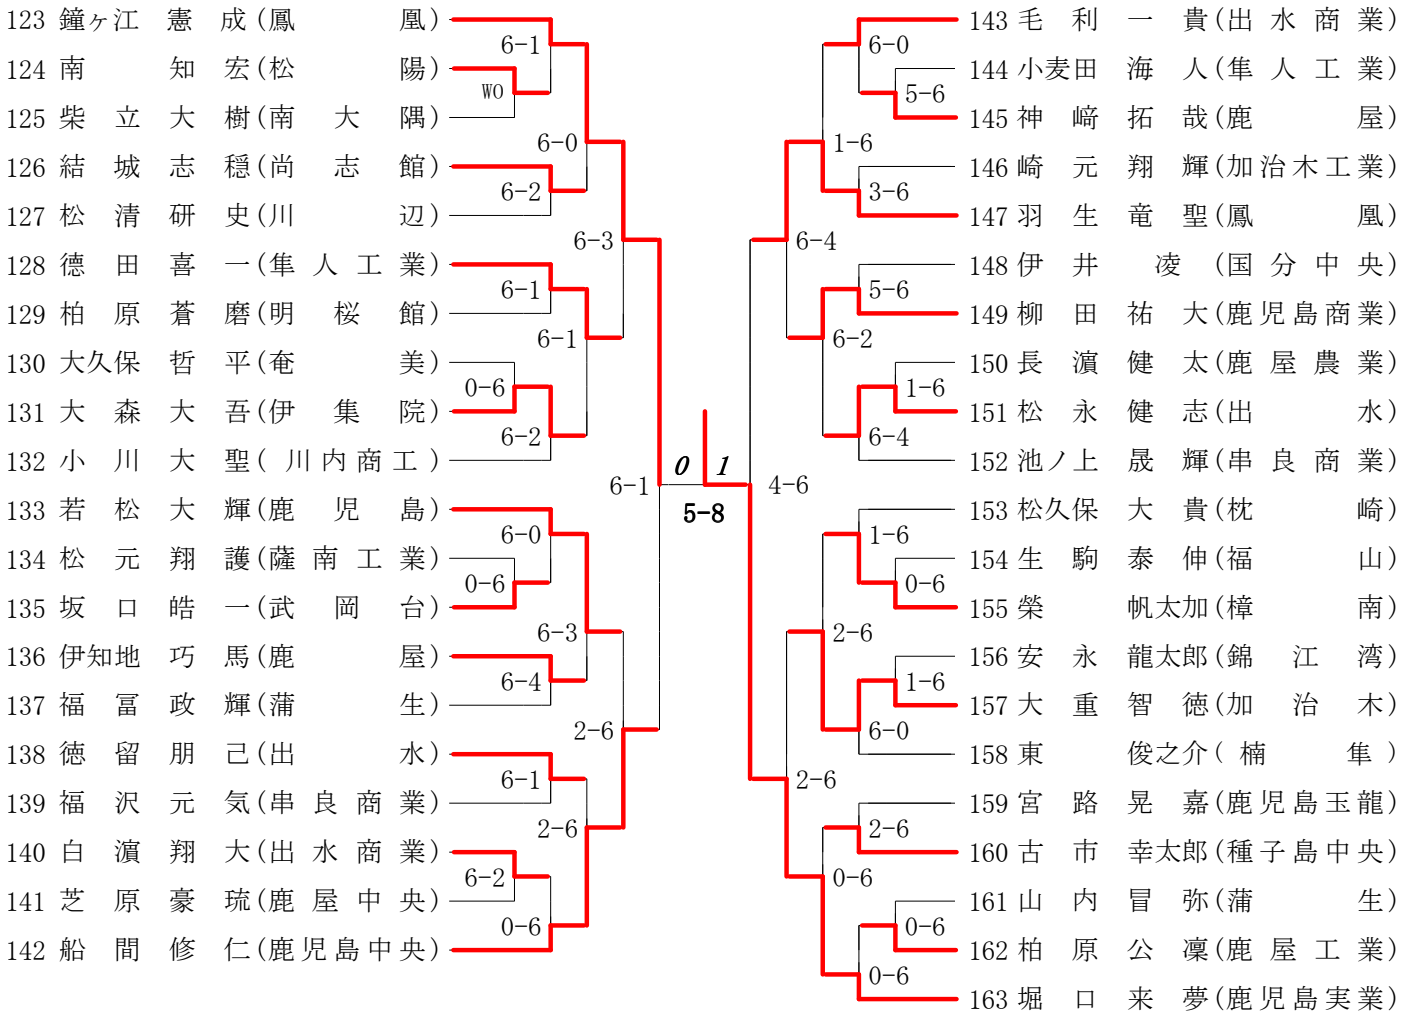 123 鐘ヶ江 憲 成(鳳 凰)
6-1
124 南 知宏(松 陽)
WO
125 柴 立 大 樹(南 大 隅)
6-0
126 結 城 志 穏(尚 志 館)
6-2
127 松 清 研 史(川 辺)
6-3
128 德 田 喜 一(隼 人 工 業)
6-1
129 柏 原 蒼 磨(明 桜 館)
6-1
130 大久保 哲 平(奄 美)
0-6
131 大 森 大 吾(伊 集 院)
6-2
132 小 川 大 聖( 川内商工)
6-1
133 若 松 大 輝(鹿 児 島)
6-0
134 松 元 翔 護(薩 南 工 業)
0-6
135 坂 口 皓 一(武 岡 台)
6-3
136 伊知地 巧 馬(鹿 屋)
6-4
137 福 冨 政 輝(蒲 生)
2-6
138 徳 留 朋 己(出 水)
6-1
139 福 沢 元 気(串 良 商 業)
2-6
140 白 濵 翔 大(出 水 商 業)
6-2
141 芝 原 豪 琉(鹿 屋 中 央)
0-6
142 船 間 修 仁(鹿児島中央)
0 1
5-8
143 毛 利 一 貴(出 水 商 業)
6-0
144 小麦田 海 人(隼 人 工 業)
5-6
145 神 﨑 拓 哉(鹿 屋)
1-6
146 崎 元 翔 輝(加治木工業)
3-6
147 羽 生 竜 聖(鳳 凰)
6-4
148 伊 井 凌 (国 分 中 央)
5-6
149 柳 田 祐 大(鹿児島商業)
6-2
150 長 濵 健 太(鹿 屋 農 業)
1-6
151 松 永 健 志(出 水)
6-4
152 池ノ上 晟 輝(串 良 商 業)
4-6
153 松久保 大 貴(枕 崎)
1-6
154 生 駒 泰 伸(福 山)
0-6
155 榮 帆太加(樟 南)
2-6
156 安 永 龍太郎(錦 江 湾)
1-6
157 大 重 智 徳(加 治 木)
6-0
158 東 俊之介( 楠 隼 )
2-6
159 宮 路 晃 嘉(鹿児島玉龍)
2-6
160 古 市 幸太郎(種子島中央)
0-6
161 山 内 冒 弥(蒲 生)
0-6
162 柏 原 公 凜(鹿 屋 工 業)
0-6
163 堀 口 来 夢(鹿児島実業)